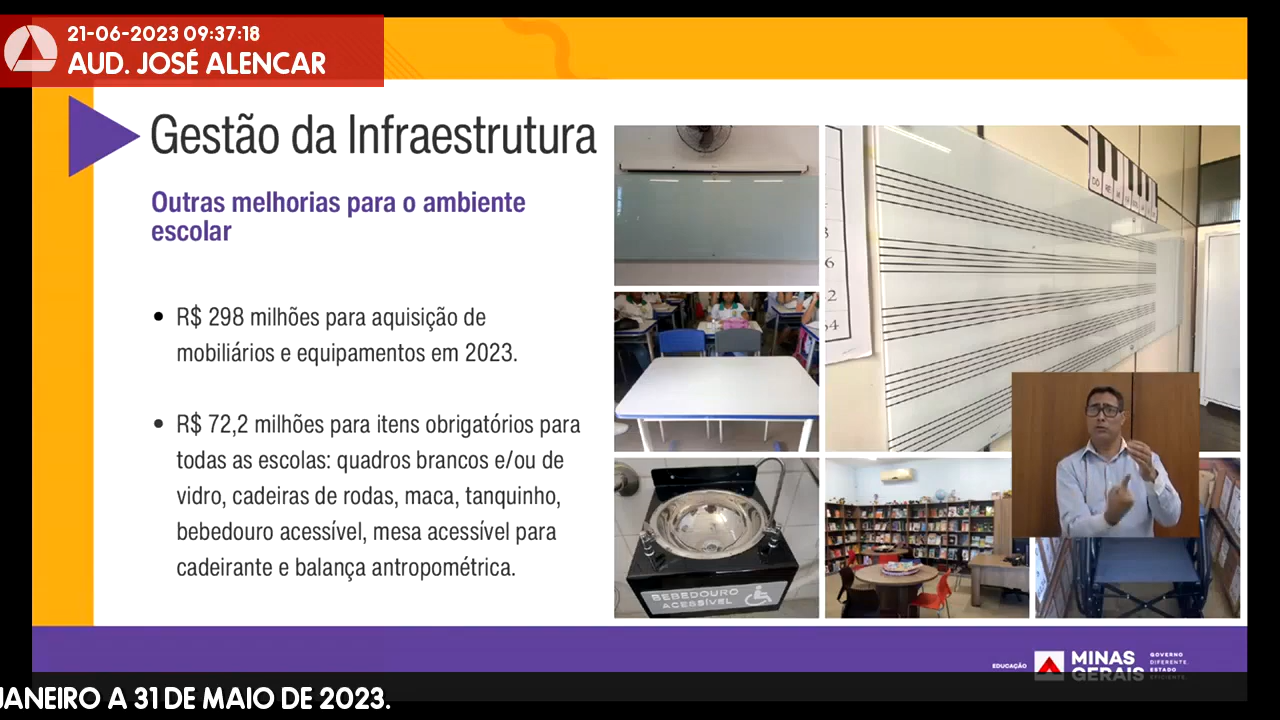 21-06-2023 09:37:18
AUD. JOSÉ ALENCAR
Gestão da Infraestrutura
Outras melhorias para o ambiente
escolar
• R$ 298 milhões para aquisição de
mobiliários e equipamentos em 2023.
• R$ 72,2 milhões para itens obrigatórios para
todas as escolas: quadros brancos e/ou de
vidro, cadeiras de rodas, maca, tanquinho,
bebedouro acessível, mesa acessível para
cadeirante e balança antropométrica.
BEBEDOURO
ACESSÍVEL
EDUCAÇÃO
MINAS
GERAIS
GOVERNO
DIFERENTE.
ESTADO
EFICIENTE.
JANEIRO A 31 DE MAIO DE 2023.